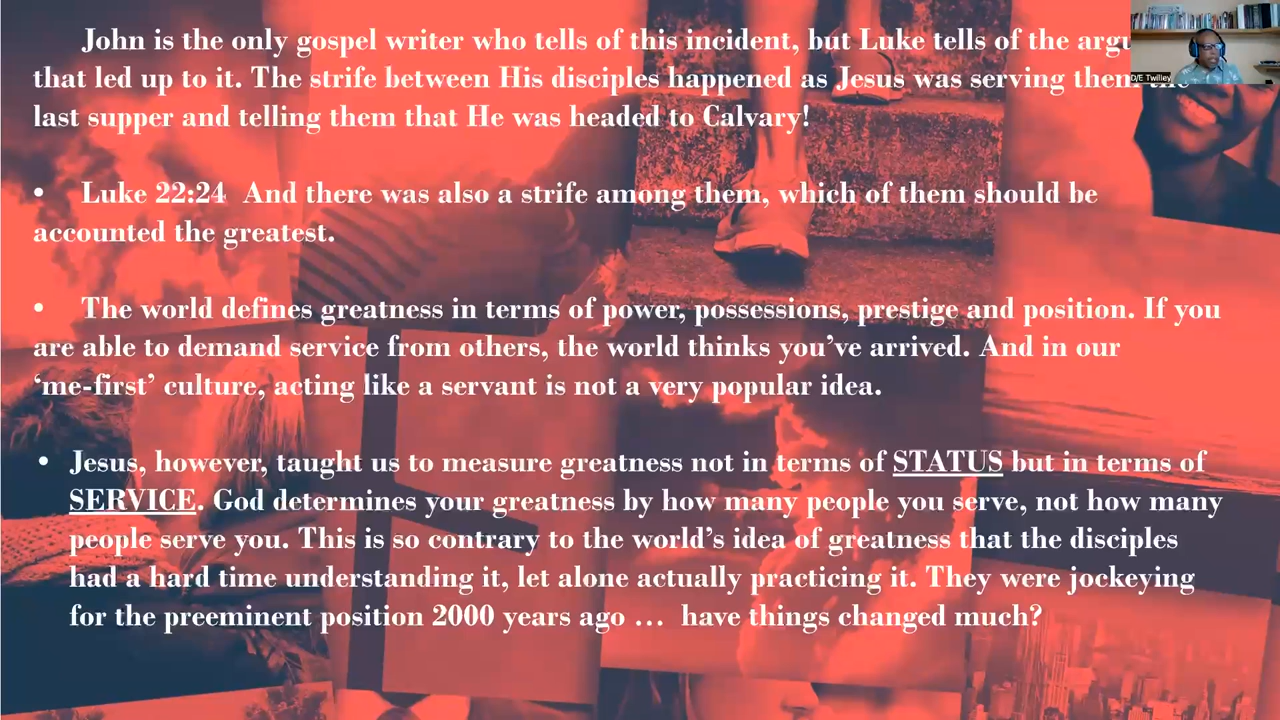 John is the only gospel writer who tells of this incident, but Luke tells of the
that led up to it. The strife between His disciples happened as Jesus was serving them the
last supper and telling them that He was headed to Calvary!
• Luke 22:24 And there was also a strife among them, which of them should be
accounted the greatest.
• The world defines greatness in terms of power, possessions, prestige and position. If you
are able to demand service from others, the world thinks you’ve arrived. And in our
‘me-first’ culture, acting like a servant is not a very popular idea.
• Jesus, however, taught us to measure greatness not in terms of STATUS but in terms of
SERVICE. God determines your greatness by how many people you serve, not how many
people serve you. This is so contrary to the world’s idea of greatness that the disciples
had a hard time understanding it, let alone actually practicing it. They were jockeying
for the preeminent position 2000 years ago … have things changed much?
D/E Twilley